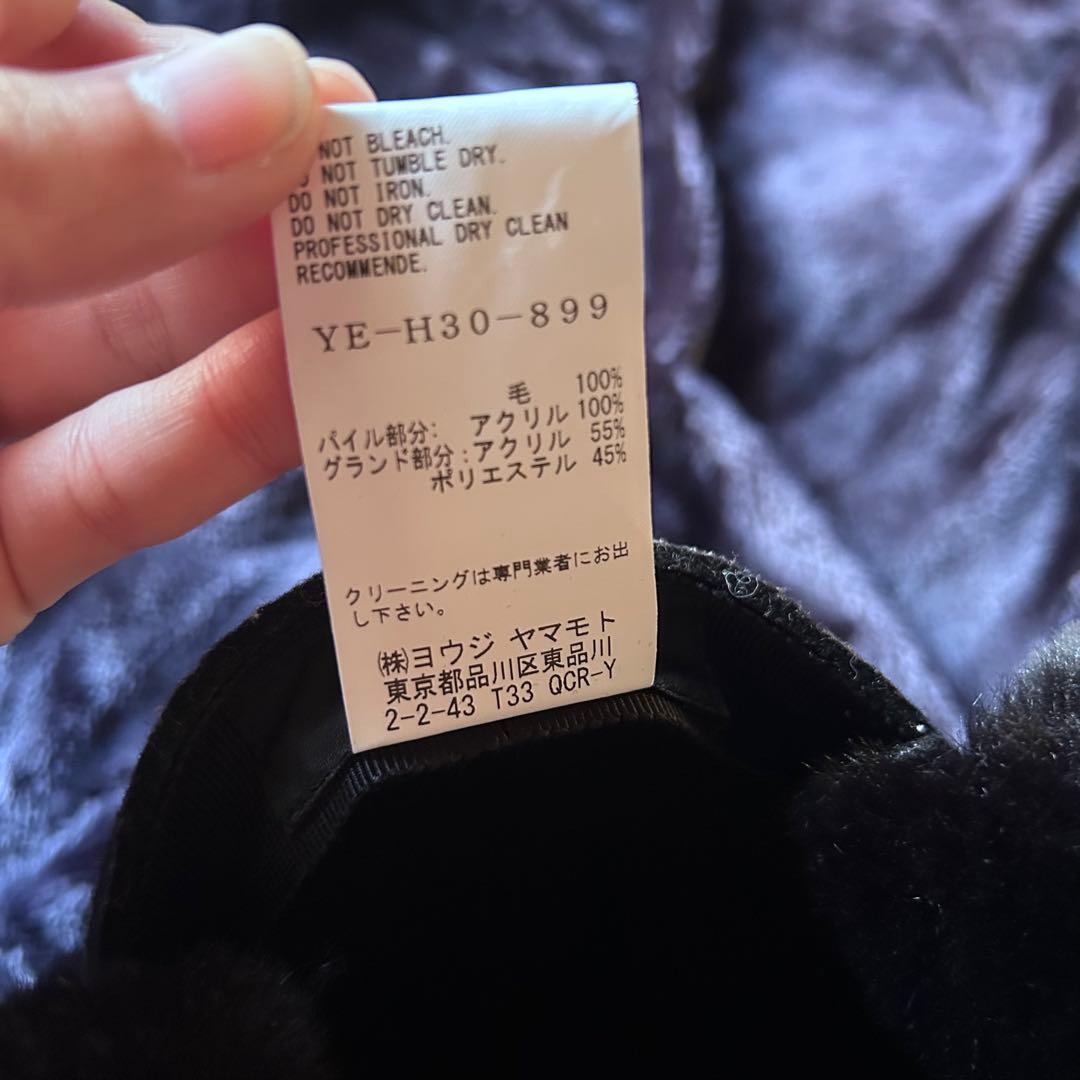 NOT BLEACH.
NOT TUMBLE DRY.
DO NOT IRON.
DO NOT DRY CLEAN.
PROFESSIONAL DRY CLEAN
RECOMMENDE.
YE-H30-899
毛 100%
パイル部分: アクリル 100%
グランド部分:アクリル 55%
ポリエステル 45%
クリーニングは専門業者にお出
し下さい。
㈱ヨウジ ヤマモト
東京都品川区東品川
2-2-43 T33 QCR-Y